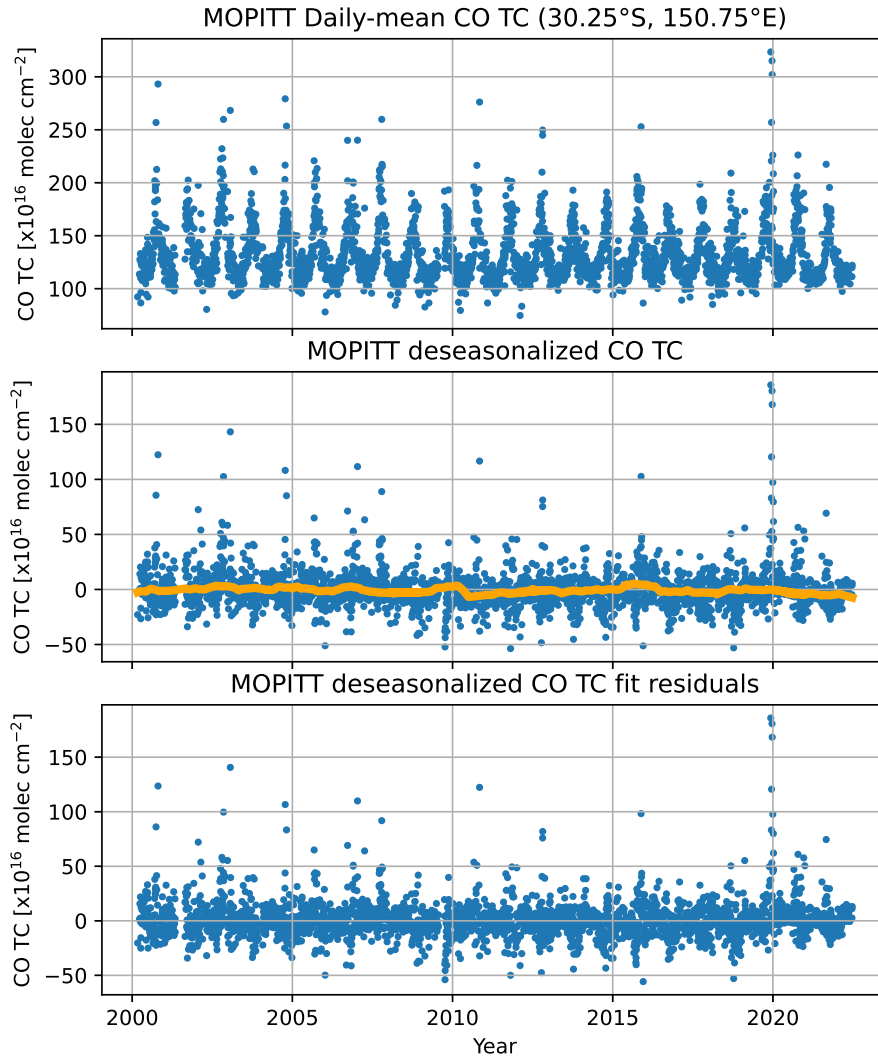 MOPITT Daily-mean CO TC (30.25°S, 150.75°E)
CO TC [x10¹⁶ molec cm⁻²]
300
250
200
150
100
MOPITT deseasonalized CO TC
CO TC [x10¹⁶ molec cm⁻²]
150
100
50
0
−50
MOPITT deseasonalized CO TC fit residuals
CO TC [x10¹⁶ molec cm⁻²]
150
100
50
0
−50
2000 2005 2010 2015 2020
Year